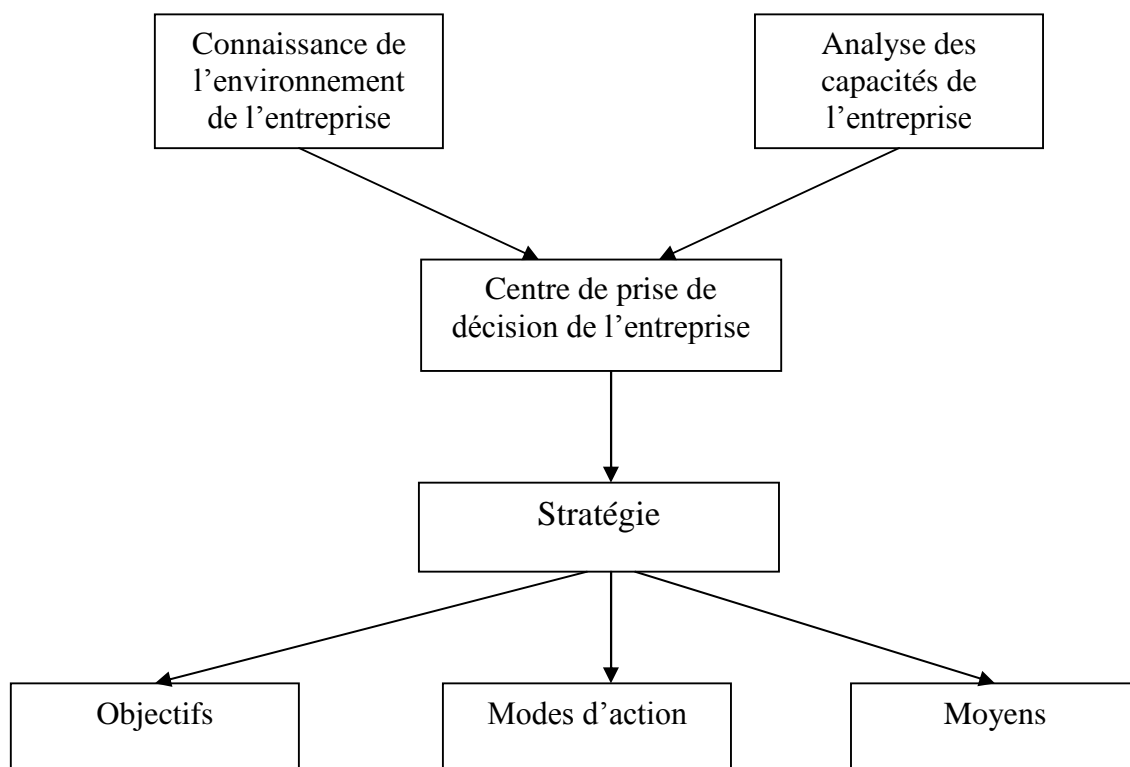 Connaissance de
l’environnement
de l’entreprise
Analyse des
capacités de
l’entreprise
Centre de prise de
décision de l’entreprise
Stratégie
Objectifs
Modes d’action
Moyens